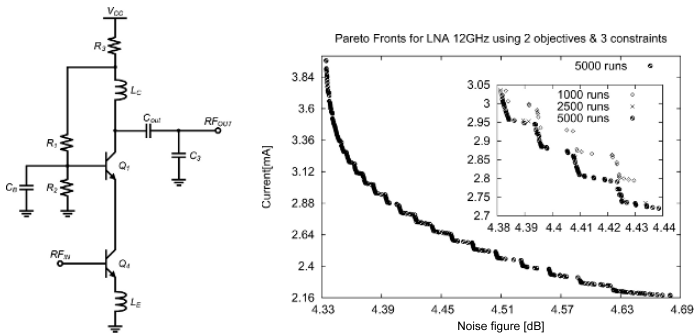 V_CC
R_3
L_C
C_Out
RF_OUT
R_1
C_3
Q_1
C_B
R_2
RF_IN
Q_4
L_E
Pareto Fronts for LNA 12GHz using 2 objectives & 3 constraints
5000 runs
3.84
3.6
3.36
3.12
2.88
2.64
2.4
2.16
Current[mA]
4.33 4.39 4.45 4.51 4.57 4.63 4.69
Noise figure [dB]
1000 runs
2500 runs
5000 runs
3.05
3
2.95
2.9
2.85
2.8
2.75
2.7
4.38 4.39 4.4 4.41 4.42 4.43 4.44